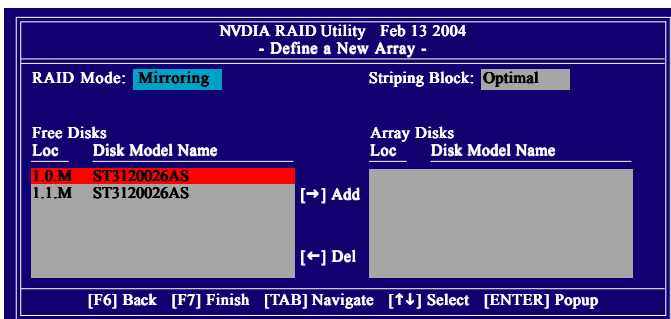 NVDIA RAID Utility Feb 13 2004
- Define a New Array -
RAID Mode: Mirroring Striping Block: Optimal
Free Disks Array Disks
Loc Disk Model Name Loc Disk Model Name
1.0.M ST3120026AS
1.1.M ST3120026AS
[→] Add
[←] Del
[F6] Back [F7] Finish [TAB] Navigate [↑↓] Select [ENTER] Popup